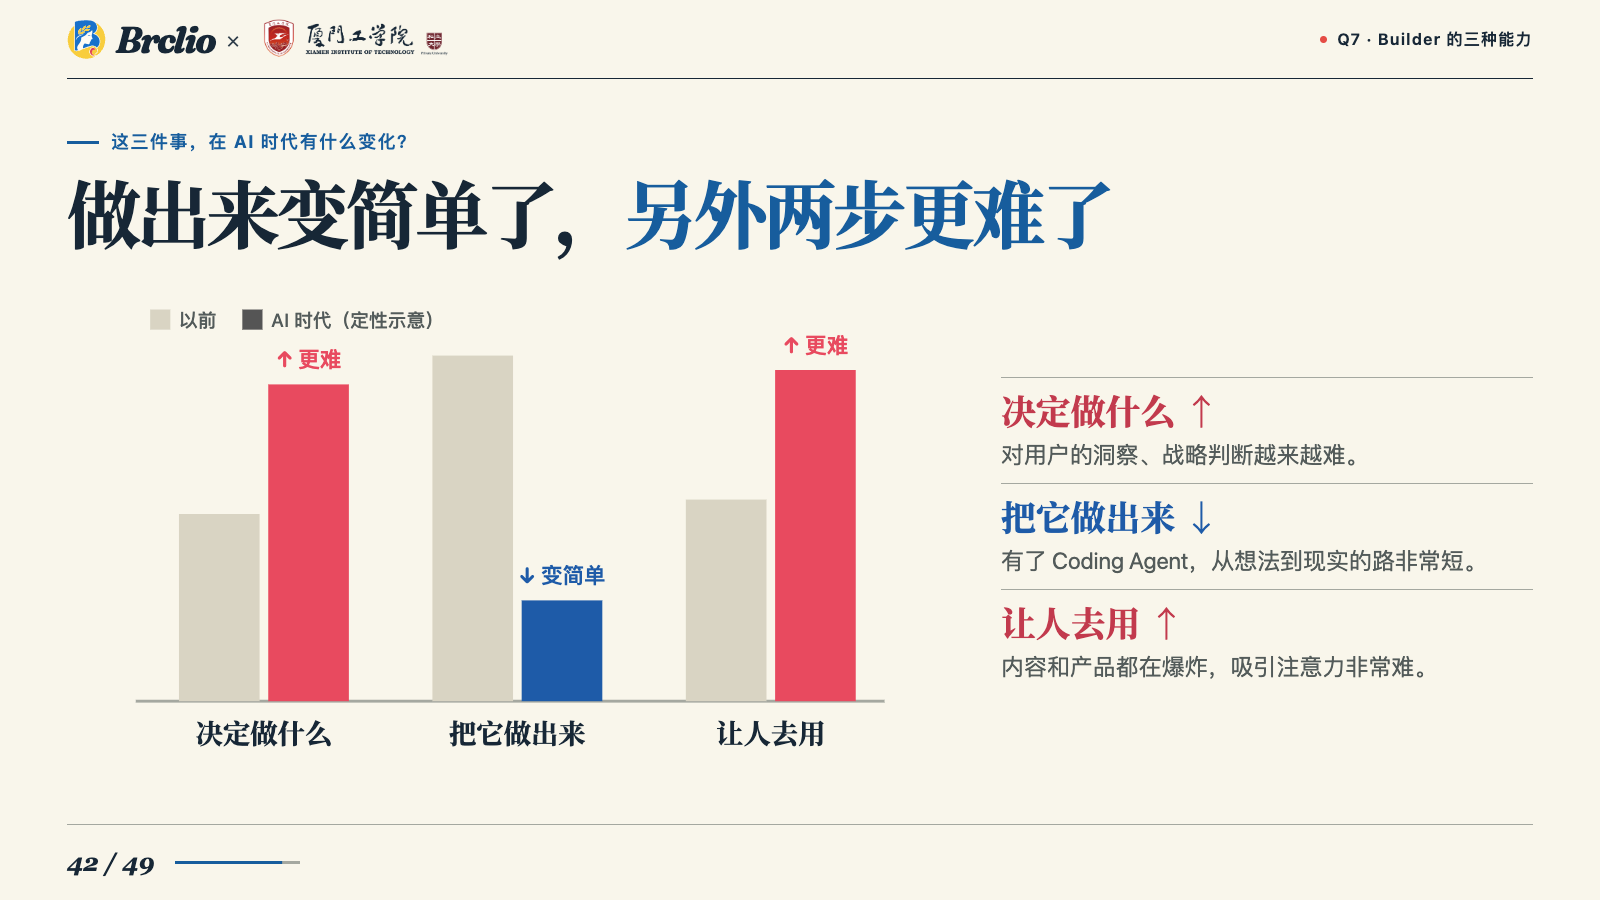 Brclio × 厦门工学院
XIAMEN INSTITUTE OF TECHNOLOGY
Q7 · Builder 的三种能力
这三件事，在 AI 时代有什么变化？
做出来变简单了，另外两步更难了
以前 AI 时代（定性示意）
↑ 更难
↑ 更难
↓ 变简单
决定做什么 把它做出来 让人去用
决定做什么 ↑
对用户的洞察、战略判断越来越难。
把它做出来 ↓
有了 Coding Agent，从想法到现实的路非常短。
让人去用 ↑
内容和产品都在爆炸，吸引注意力非常难。
42 / 49